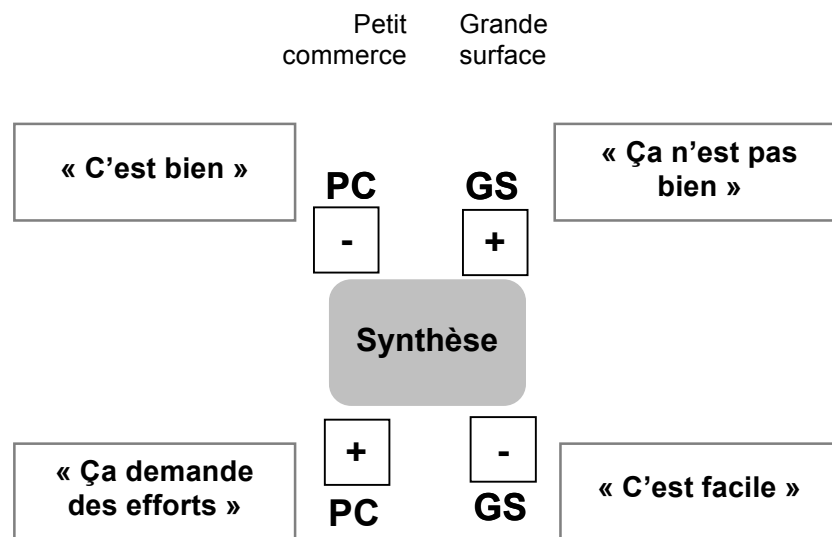 Petit
commerce
Grande
surface
« C’est bien »
« Ça n’est pas
bien »
PC
GS
-
+
Synthèse
+
-
« Ça demande
des efforts »
PC
GS
« C’est facile »